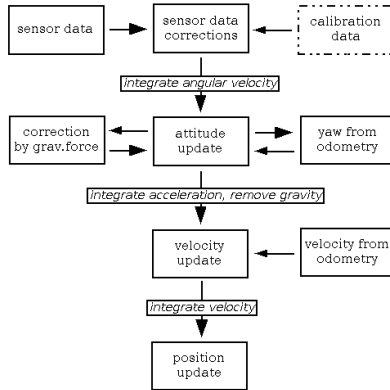 sensor data
sensor data
corrections
calibration
data
integrate angular velocity
correction
by grav.force
attitude
update
yaw from
odometry
integrate acceleration, remove gravity
velocity
update
velocity from
odometry
integrate velocity
position
update